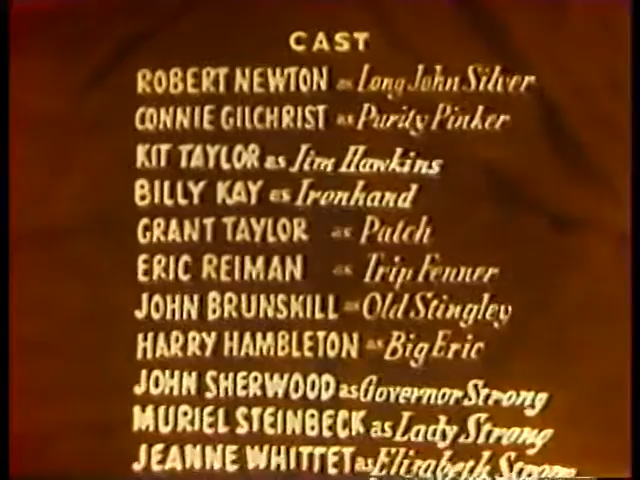 CAST
ROBERT NEWTON as Long John Silver
CONNIE GILCHRIST as Purity Pinker
KIT TAYLOR as Jim Hawkins
BILLY KAY as Ironhand
GRANT TAYLOR as Patch
ERIC REIMAN as Trip Fenner
JOHN BRUNSKILL as Old Stingley
HARRY HAMBLETON as Big Eric
JOHN SHERWOOD as Governor Strong
MURIEL STEINBECK as Lady Strong
JEANNE WHITTET as Elizabeth Strong